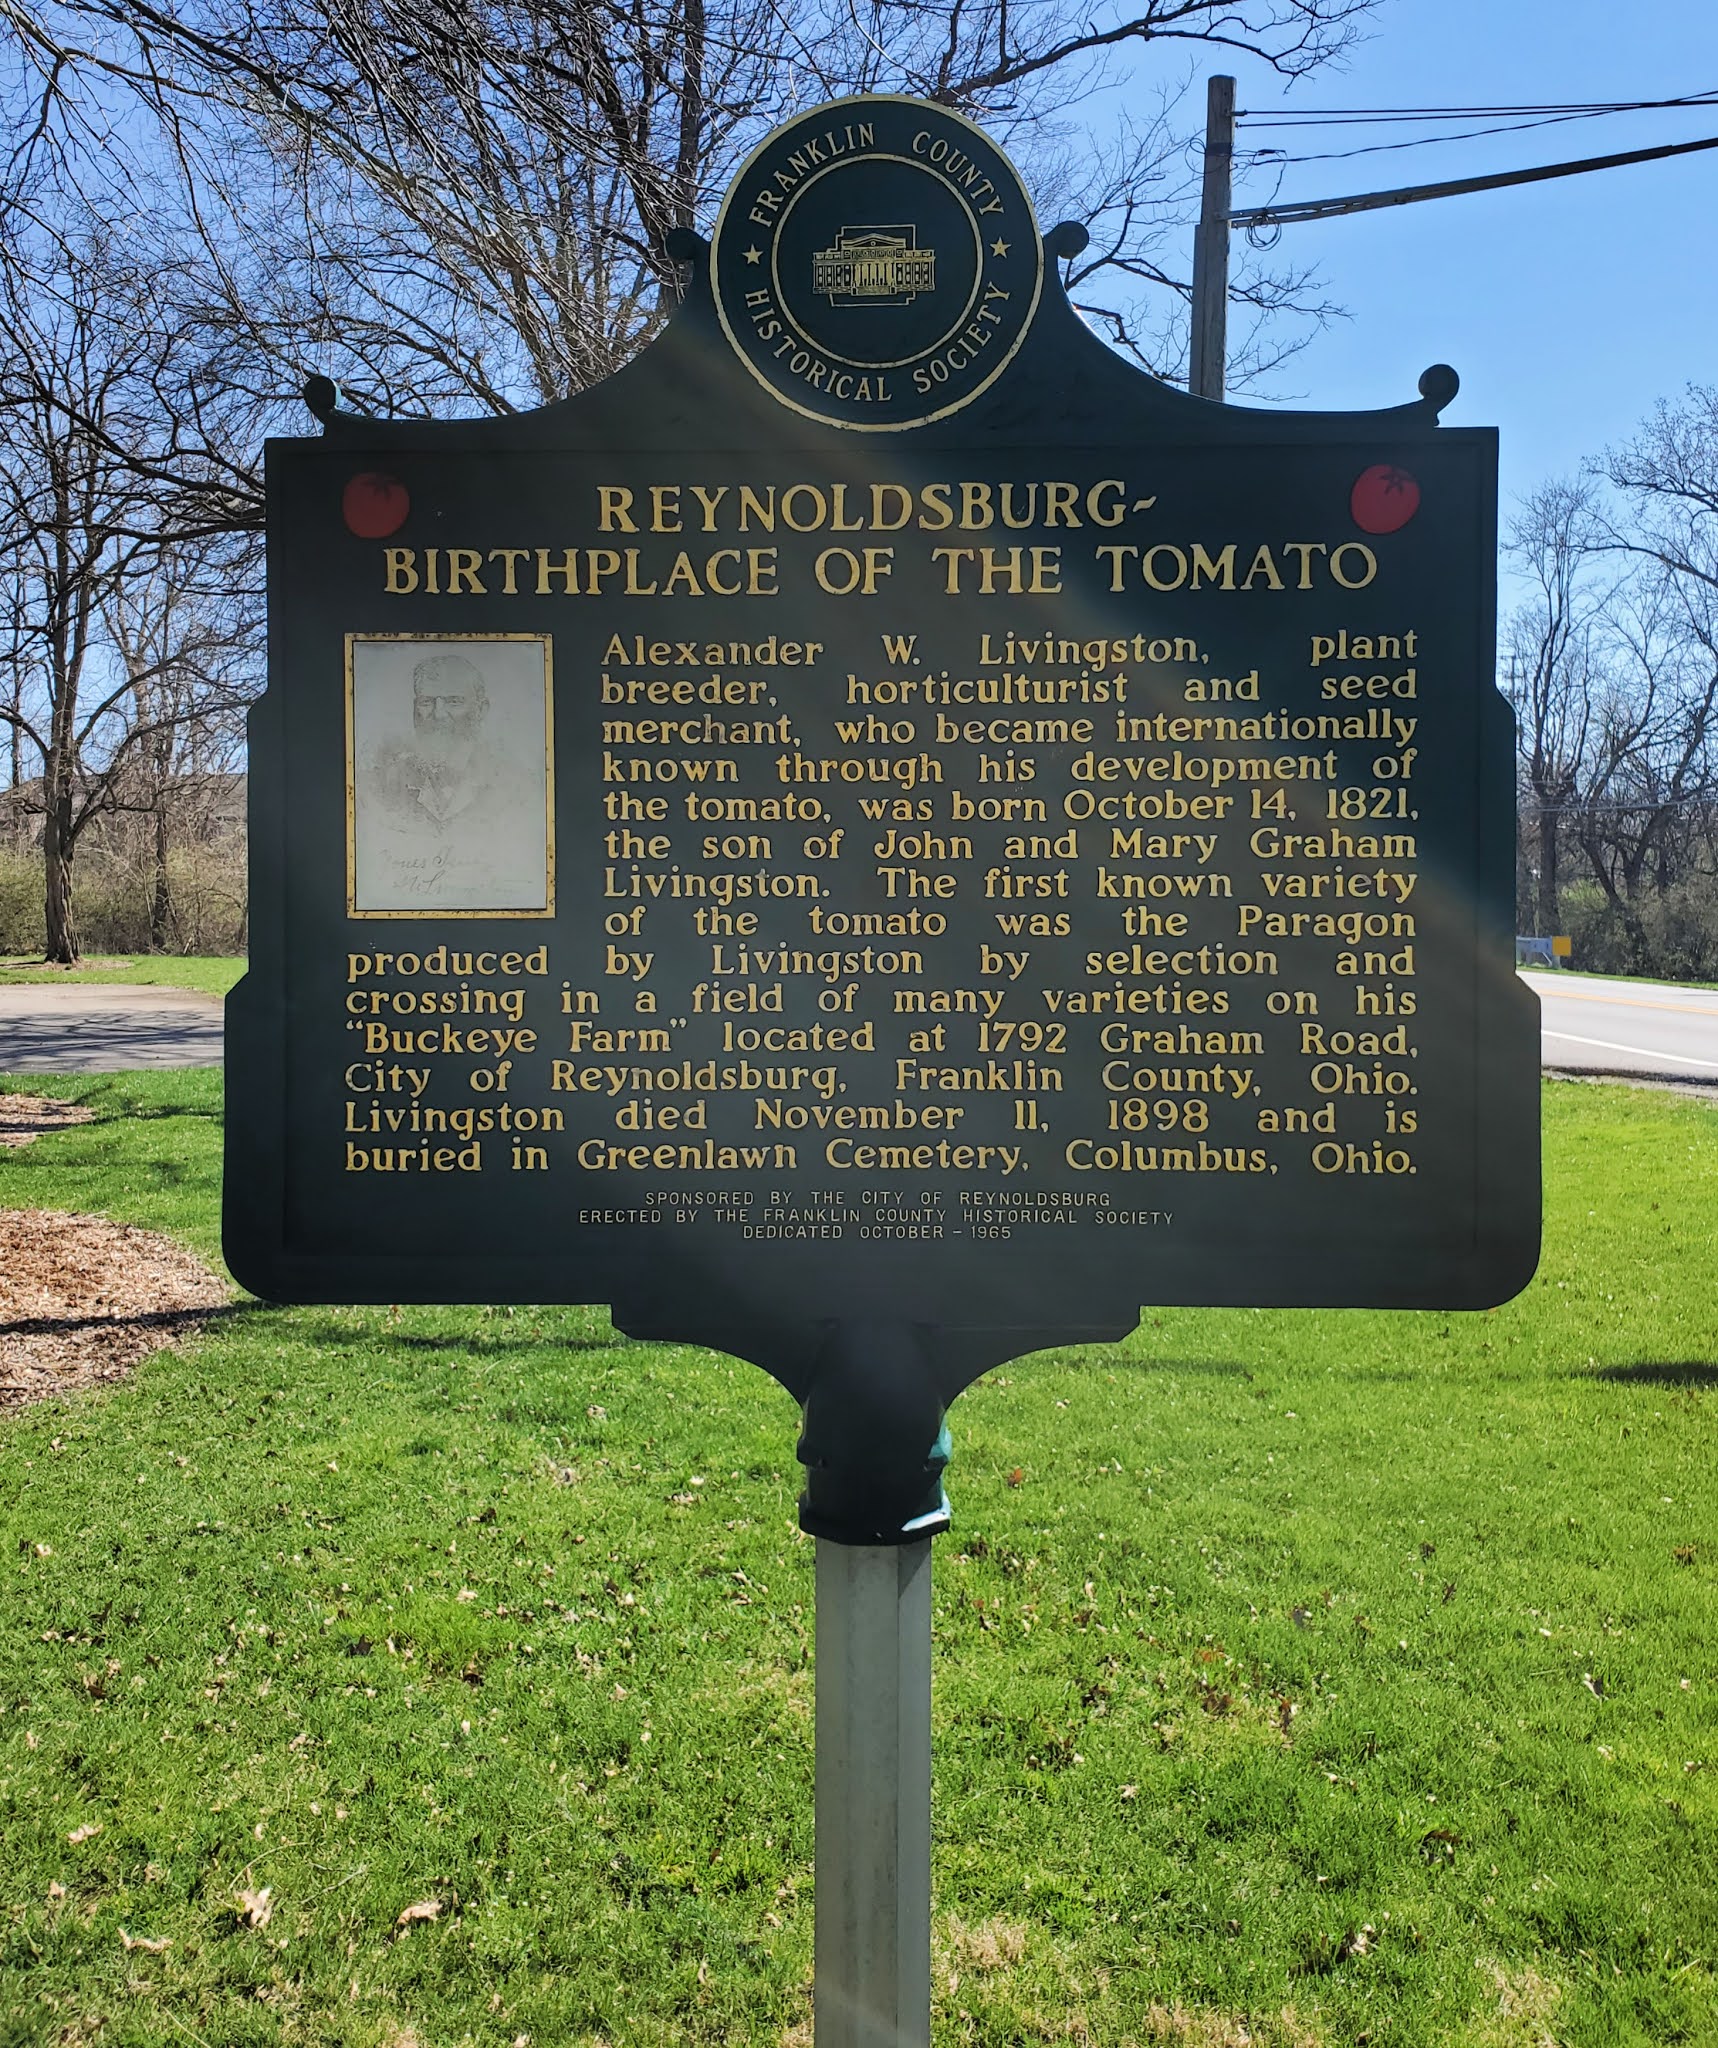 FRANKLIN COUNTY
HISTORICAL SOCIETY
REYNOLDSBURG-
BIRTHPLACE OF THE TOMATO
Alexander W. Livingston, plant
breeder, horticulturist and seed
merchant, who became internationally
known through his development of
the tomato, was born October 14, 1821,
the son of John and Mary Graham
Livingston. The first known variety
of the tomato was the Paragon
produced by Livingston by selection and
crossing in a field of many varieties on his
"Buckeye Farm" located at 1792 Graham Road,
City of Reynoldsburg, Franklin County, Ohio.
Livingston died November 11, 1898 and is
buried in Greenlawn Cemetery, Columbus, Ohio.
SPONSORED BY THE CITY OF REYNOLDSBURG
ERECTED BY THE FRANKLIN COUNTY HISTORICAL SOCIETY
DEDICATED OCTOBER - 1965